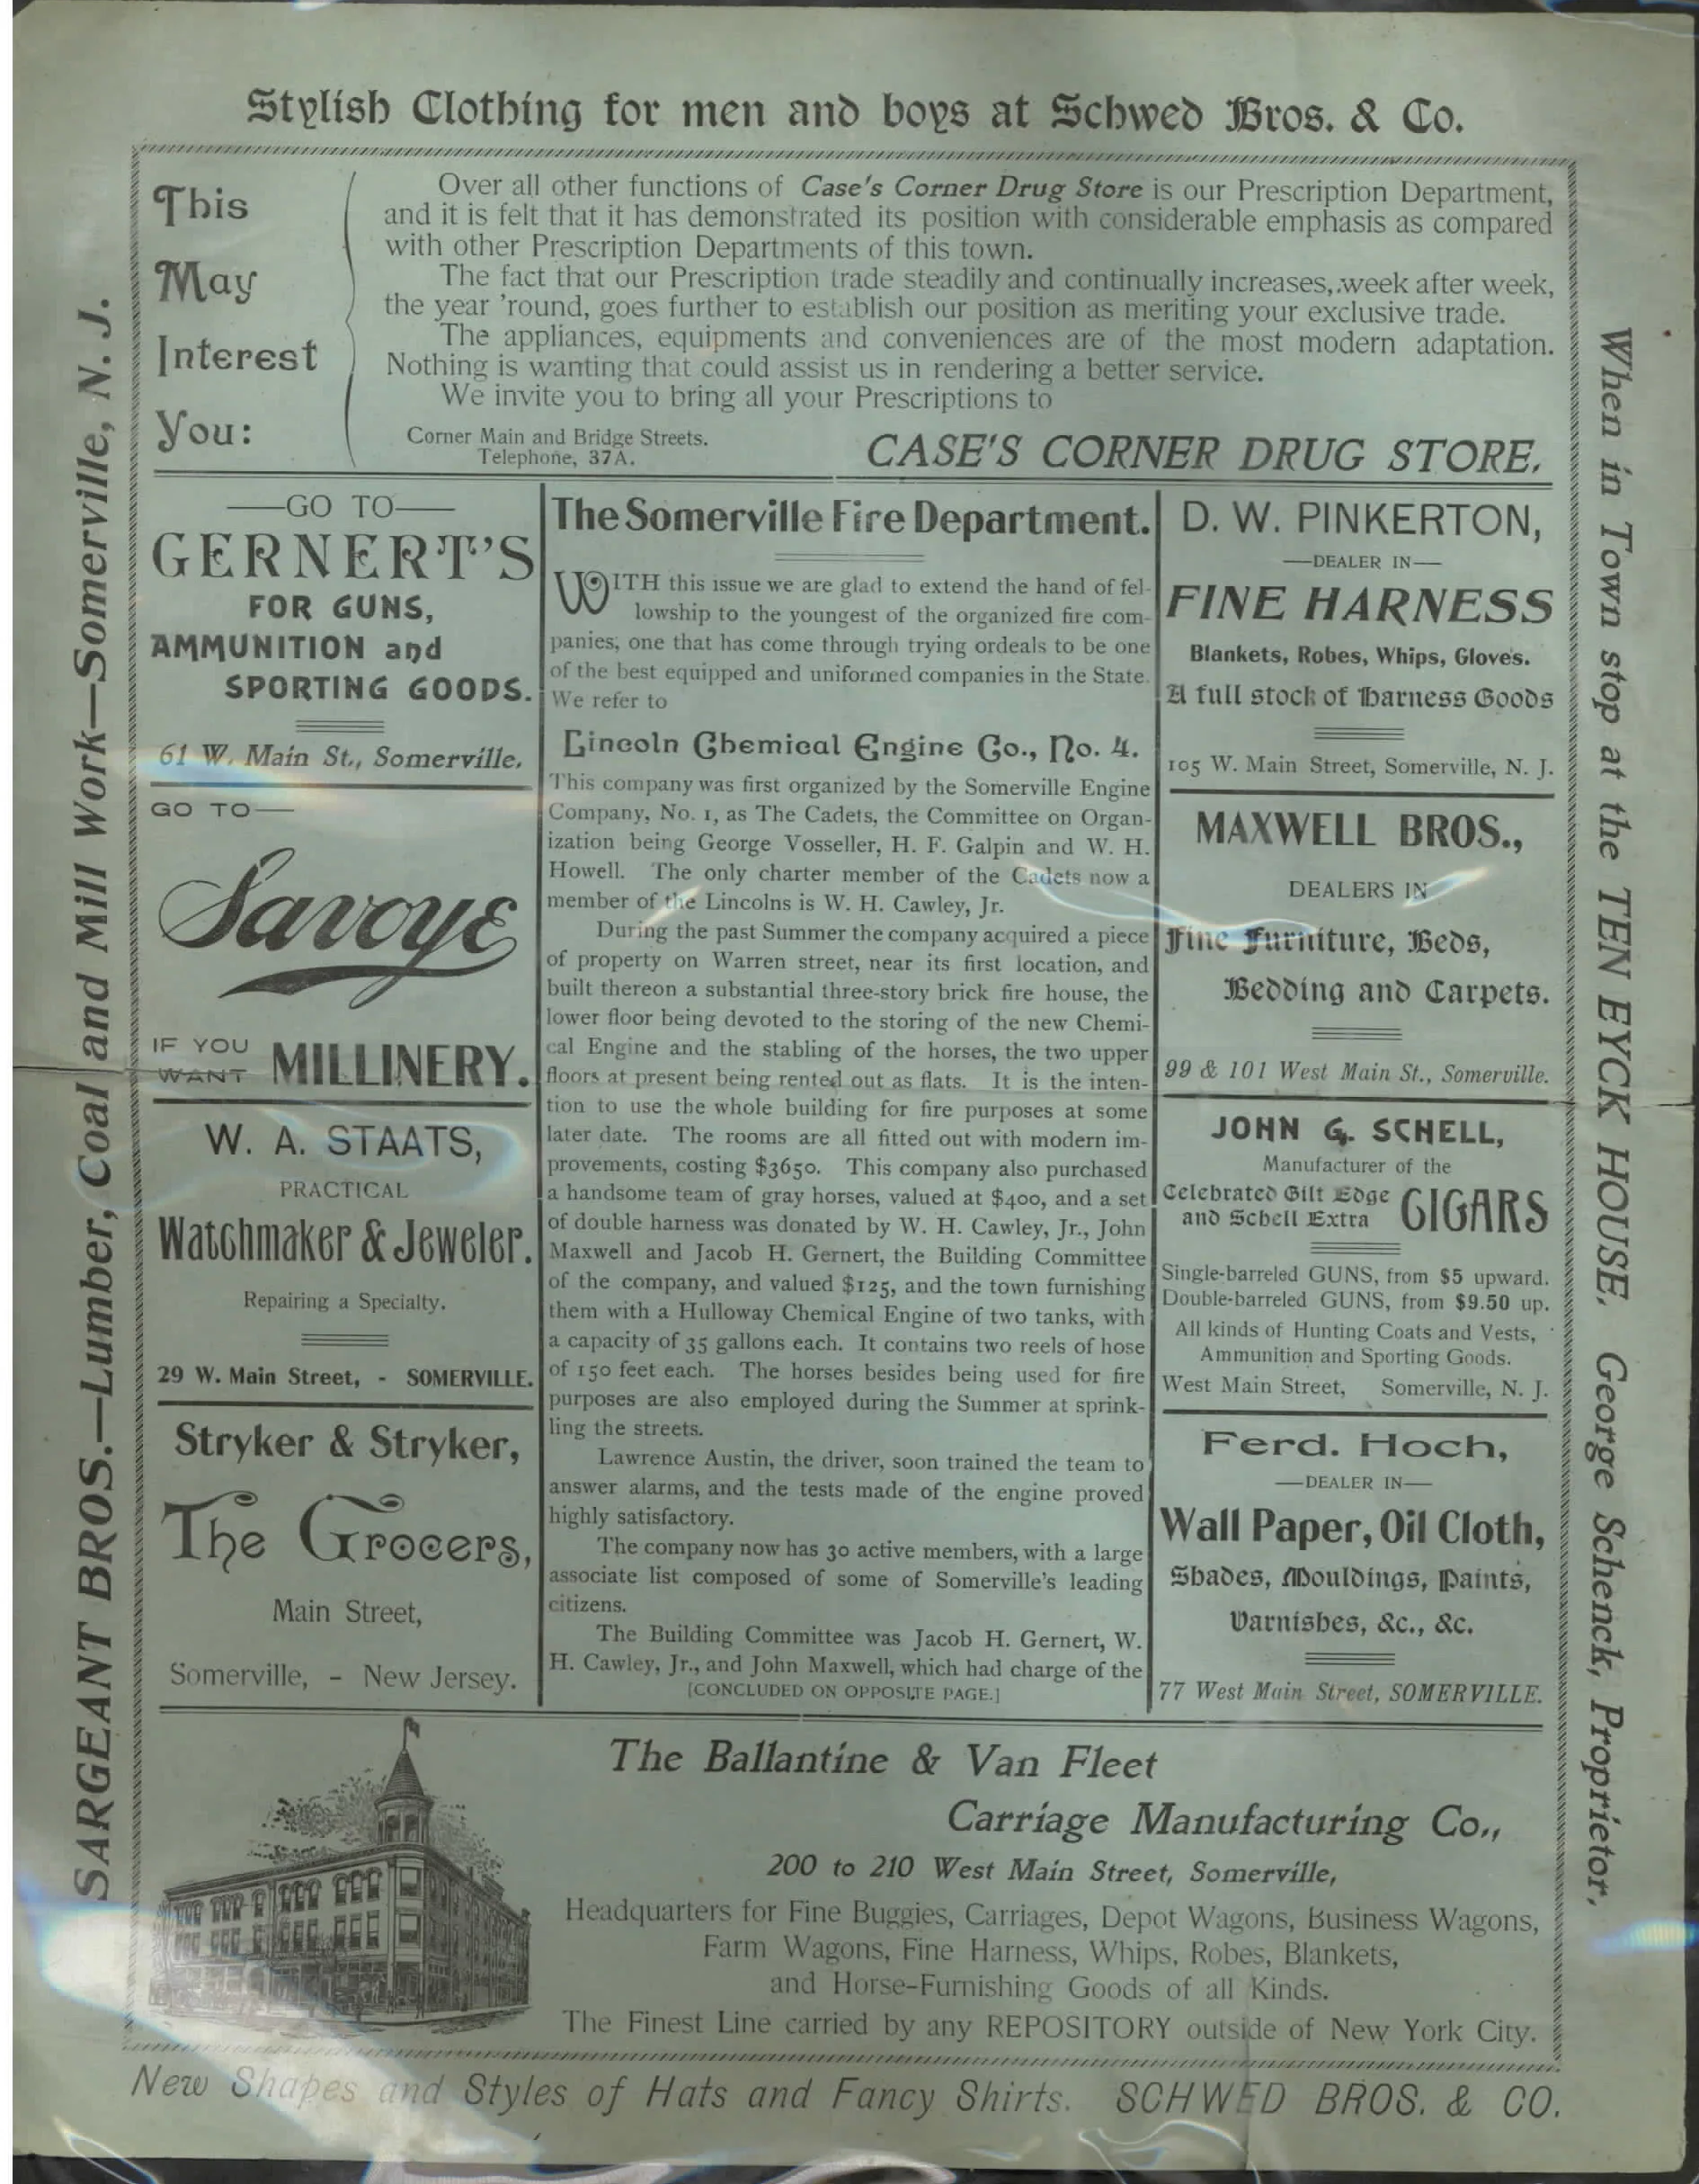 Stylish Clothing for men and boys at Schwed Bros. & Co.
SARGEANT BROS.—Lumber, Coal and Mill Work—Somerville, N. J.
This
May
Interest
You:
Over all other functions of Case's Corner Drug Store is our Prescription Department,
and it is felt that it has demonstrated its position with considerable emphasis as compared
with other Prescription Departments of this town.
The fact that our Prescription trade steadily and continually increases, week after week,
the year 'round, goes further to establish our position as meriting your exclusive trade.
The appliances, equipments and conveniences are of the most modern adaptation.
Nothing is wanting that could assist us in rendering a better service.
We invite you to bring all your Prescriptions to
Corner Main and Bridge Streets.
Telephone, 37A.
CASE'S CORNER DRUG STORE.
—GO TO—
GERNERT'S
FOR GUNS,
AMMUNITION and
SPORTING GOODS.
61 W. Main St., Somerville.
GO TO—
Savoye
IF YOU
WANT MILLINERY.
W. A. STAATS,
PRACTICAL
Watchmaker & Jeweler.
Repairing a Specialty.
29 W. Main Street, - SOMERVILLE.
Stryker & Stryker,
The Grocers,
Main Street,
Somerville, - New Jersey.
The Somerville Fire Department.
WITH this issue we are glad to extend the hand of fel-
lowship to the youngest of the organized fire com-
panies, one that has come through trying ordeals to be one
of the best equipped and uniformed companies in the State.
We refer to
Lincoln Chemical Engine Co., No. 4.
This company was first organized by the Somerville Engine
Company, No. 1, as The Cadets, the Committee on Organ-
ization being George Vosseller, H. F. Galpin and W. H.
Howell. The only charter member of the Cadets now a
member of the Lincolns is W. H. Cawley, Jr.
During the past Summer the company acquired a piece
of property on Warren street, near its first location, and
built thereon a substantial three-story brick fire house, the
lower floor being devoted to the storing of the new Chemi-
cal Engine and the stabling of the horses, the two upper
floors at present being rented out as flats. It is the inten-
tion to use the whole building for fire purposes at some
later date. The rooms are all fitted out with modern im-
provements, costing $3650. This company also purchased
a handsome team of gray horses, valued at $400, and a set
of double harness was donated by W. H. Cawley, Jr., John
Maxwell and Jacob H. Gernert, the Building Committee
of the company, and valued $125, and the town furnishing
them with a Hulloway Chemical Engine of two tanks, with
a capacity of 35 gallons each. It contains two reels of hose
of 150 feet each. The horses besides being used for fire
purposes are also employed during the Summer at sprink-
ling the streets.
Lawrence Austin, the driver, soon trained the team to
answer alarms, and the tests made of the engine proved
highly satisfactory.
The company now has 30 active members, with a large
associate list composed of some of Somerville's leading
citizens.
The Building Committee was Jacob H. Gernert, W.
H. Cawley, Jr., and John Maxwell, which had charge of the
[CONCLUDED ON OPPOSITE PAGE.]
D. W. PINKERTON,
—DEALER IN—
FINE HARNESS
Blankets, Robes, Whips, Gloves.
A full stock of Harness Goods
105 W. Main Street, Somerville, N. J.
MAXWELL BROS.,
DEALERS IN
Fine Furniture, Beds,
Bedding and Carpets.
99 & 101 West Main St., Somerville.
JOHN G. SCHELL,
Manufacturer of the
Celebrated Gilt Edge
and Schell Extra CIGARS
Single-barreled GUNS, from $5 upward.
Double-barreled GUNS, from $9.50 up.
All kinds of Hunting Coats and Vests,
Ammunition and Sporting Goods.
West Main Street, Somerville, N. J.
Ferd. Hoch,
—DEALER IN—
Wall Paper, Oil Cloth,
Shades, Mouldings, Paints,
Varnishes, &c., &c.
77 West Main Street, SOMERVILLE.
When in Town stop at the TEN EYCK HOUSE, George Schenck, Proprietor.
The Ballantine & Van Fleet
Carriage Manufacturing Co.,
200 to 210 West Main Street, Somerville,
Headquarters for Fine Buggies, Carriages, Depot Wagons, Business Wagons,
Farm Wagons, Fine Harness, Whips, Robes, Blankets,
and Horse-Furnishing Goods of all Kinds.
The Finest Line carried by any REPOSITORY outside of New York City.
New Shapes and Styles of Hats and Fancy Shirts. SCHWED BROS. & CO.